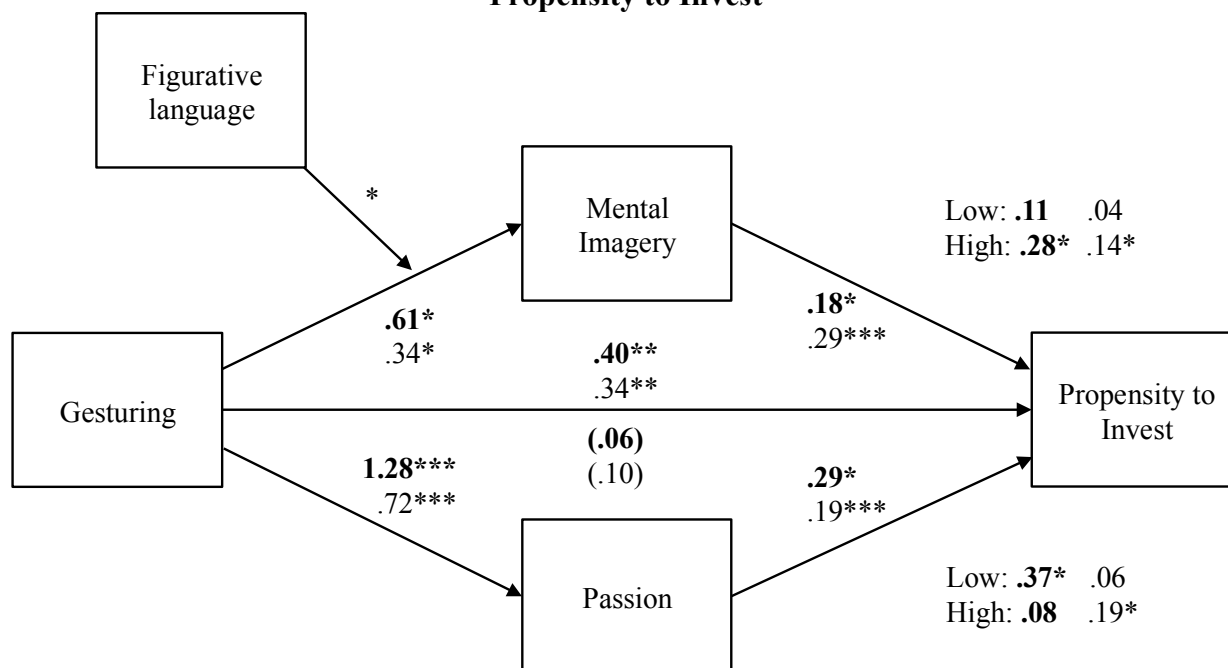 Propensity to Invest
Figurative
language
*
Mental
Imagery
Low: .11 .04
High: .28* .14*
.61*
.34*
.18*
.29***
.40**
.34**
Gesturing
Propensity to
Invest
(.06)
(.10)
1.28***
.72***
.29*
.19***
Passion
Low: .37* .06
High: .08 .19*